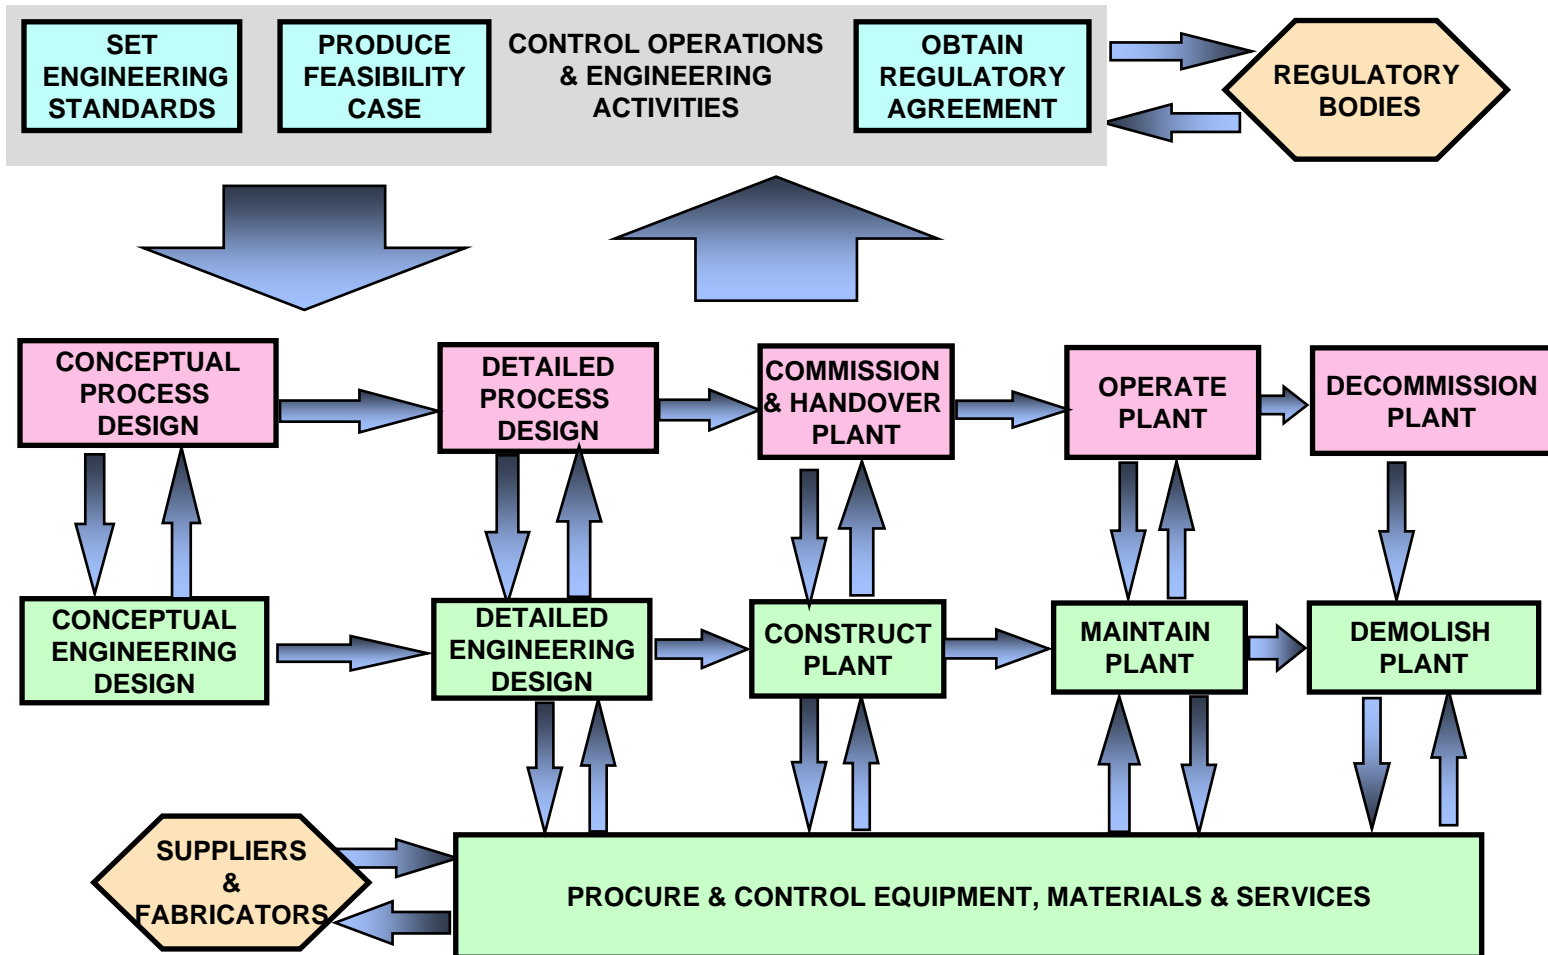 SET
ENGINEERING
STANDARDS
PRODUCE
FEASIBILITY
CASE
CONTROL OPERATIONS
& ENGINEERING
ACTIVITIES
OBTAIN
REGULATORY
AGREEMENT
REGULATORY
BODIES
CONCEPTUAL
PROCESS
DESIGN
DETAILED
PROCESS
DESIGN
COMMISSION
& HANDOVER
PLANT
OPERATE
PLANT
DECOMMISSION
PLANT
CONCEPTUAL
ENGINEERING
DESIGN
DETAILED
ENGINEERING
DESIGN
CONSTRUCT
PLANT
MAINTAIN
PLANT
DEMOLISH
PLANT
SUPPLIERS
&
FABRICATORS
PROCURE & CONTROL EQUIPMENT, MATERIALS & SERVICES